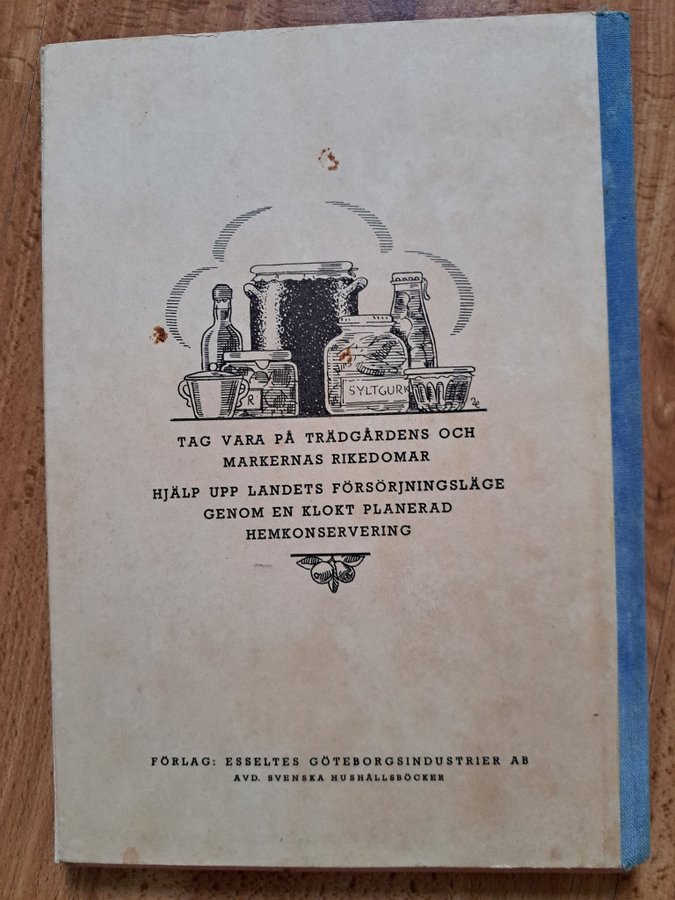 R
SYLTGURK
TAG VARA PÅ TRÄDGÅRDENS OCH
MARKERNAS RIKEDOMAR
HJÄLP UPP LANDETS FÖRSÖRJNINGSLÄGE
GENOM EN KLOKT PLANERAD
HEMKONSERVERING
FÖRLAG: ESSELTES GÖTEBORGSINDUSTRIER AB
AVD. SVENSKA HUSHÅLLSBÖCKER